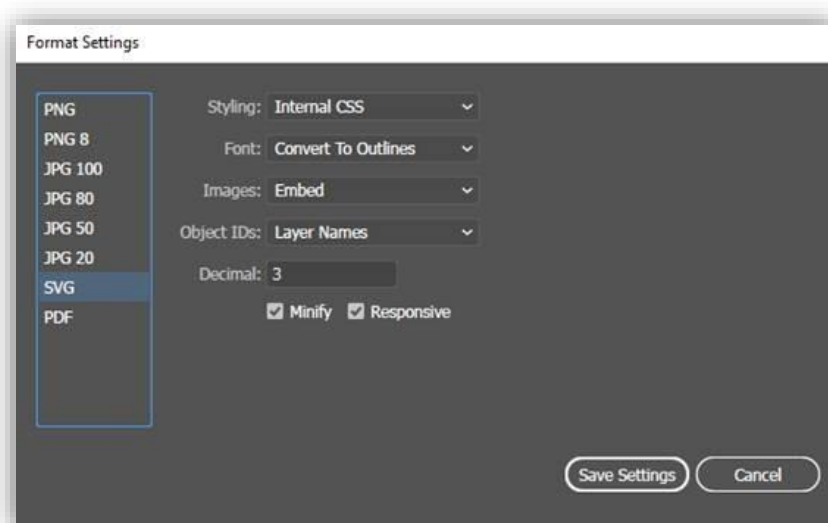 Format Settings
PNG
PNG 8
JPG 100
JPG 80
JPG 50
JPG 20
SVG
PDF
Styling: Internal CSS
Font: Convert To Outlines
Images: Embed
Object IDs: Layer Names
Decimal: 3
Minify Responsive
Save Settings Cancel